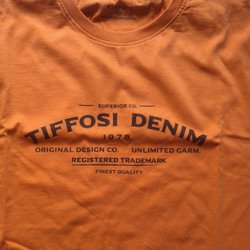 SUPERIOR CO.
TIFFOSI DENIM
1978
ORIGINAL DESIGN CO. UNLIMITED GARM.
REGISTERED TRADEMARK
FINEST QUALITY